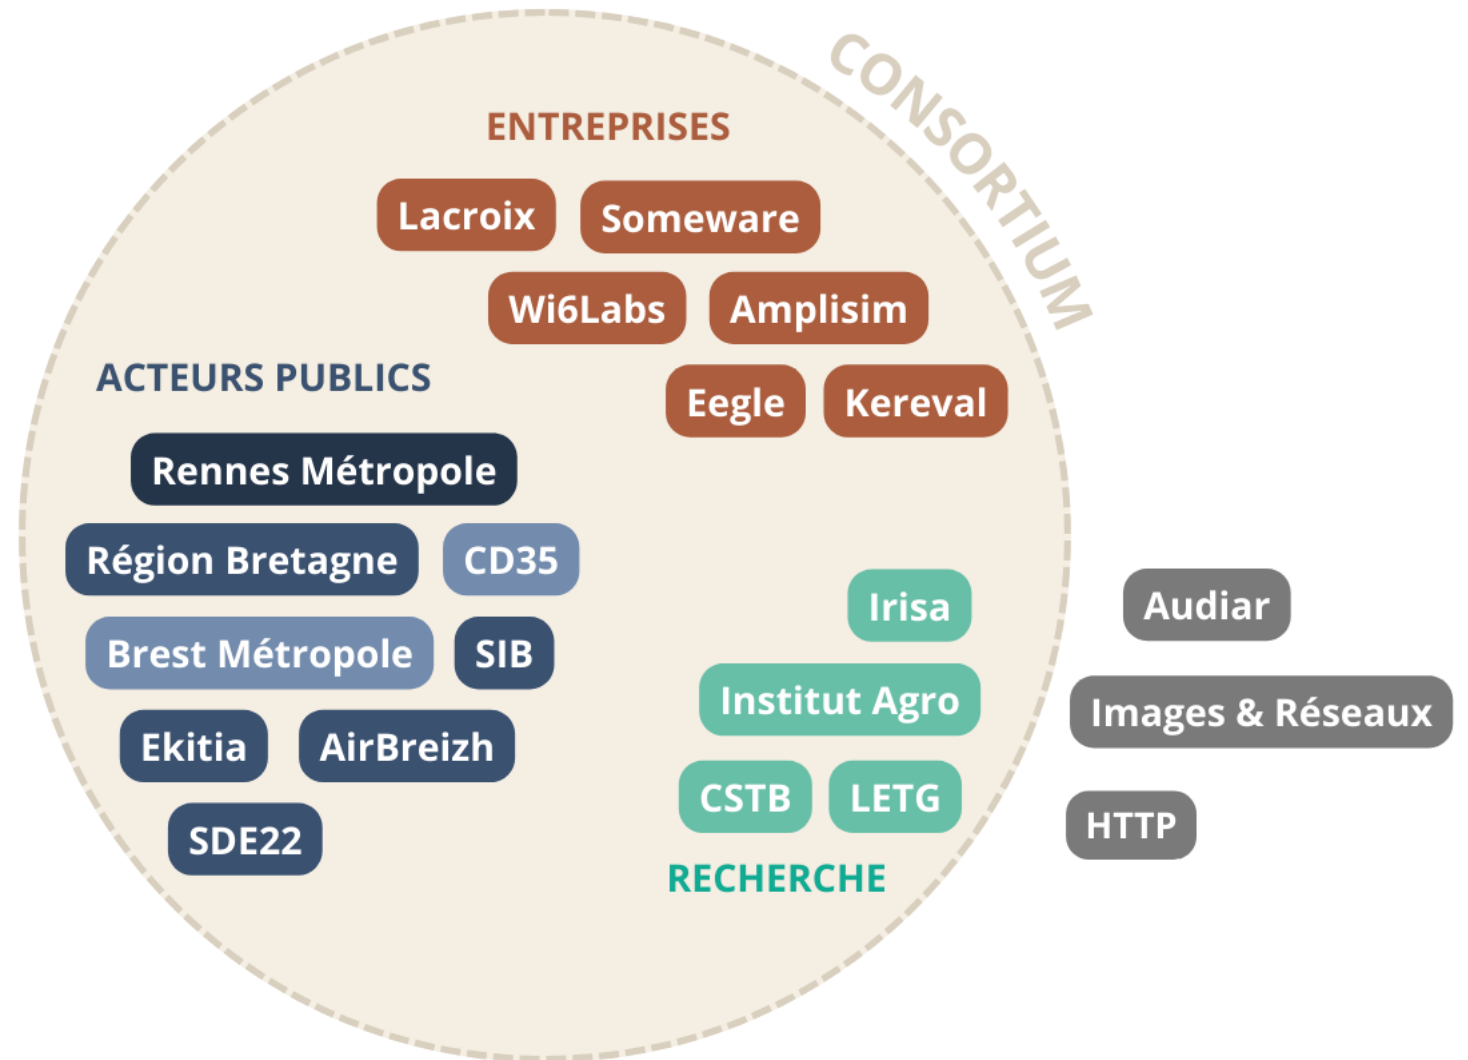 CONSORTIUM
ENTREPRISES
Lacroix Someware
Wi6Labs Amplisim
Eegle Kereval
ACTEURS PUBLICS
Rennes Métropole
Région Bretagne CD35
Brest Métropole SIB
Ekitia AirBreizh
SDE22
Irisa
Institut Agro
CSTB LETG
RECHERCHE
Audiar
Images & Réseaux
HTTP